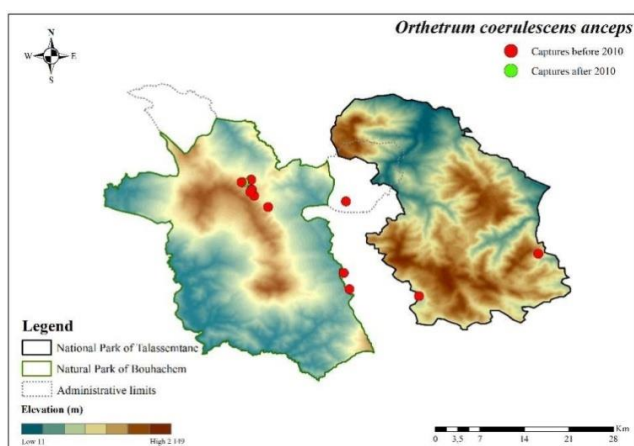 Orthetrum coerulescens anceps
N
W E
S
Captures before 2010
Captures after 2010
Legend
National Park of Talassemtane
Natural Park of Bouhachem
Administrative limits
Elevation (m)
Low 11 High 2 149
Km
0 3,5 7 14 21 28